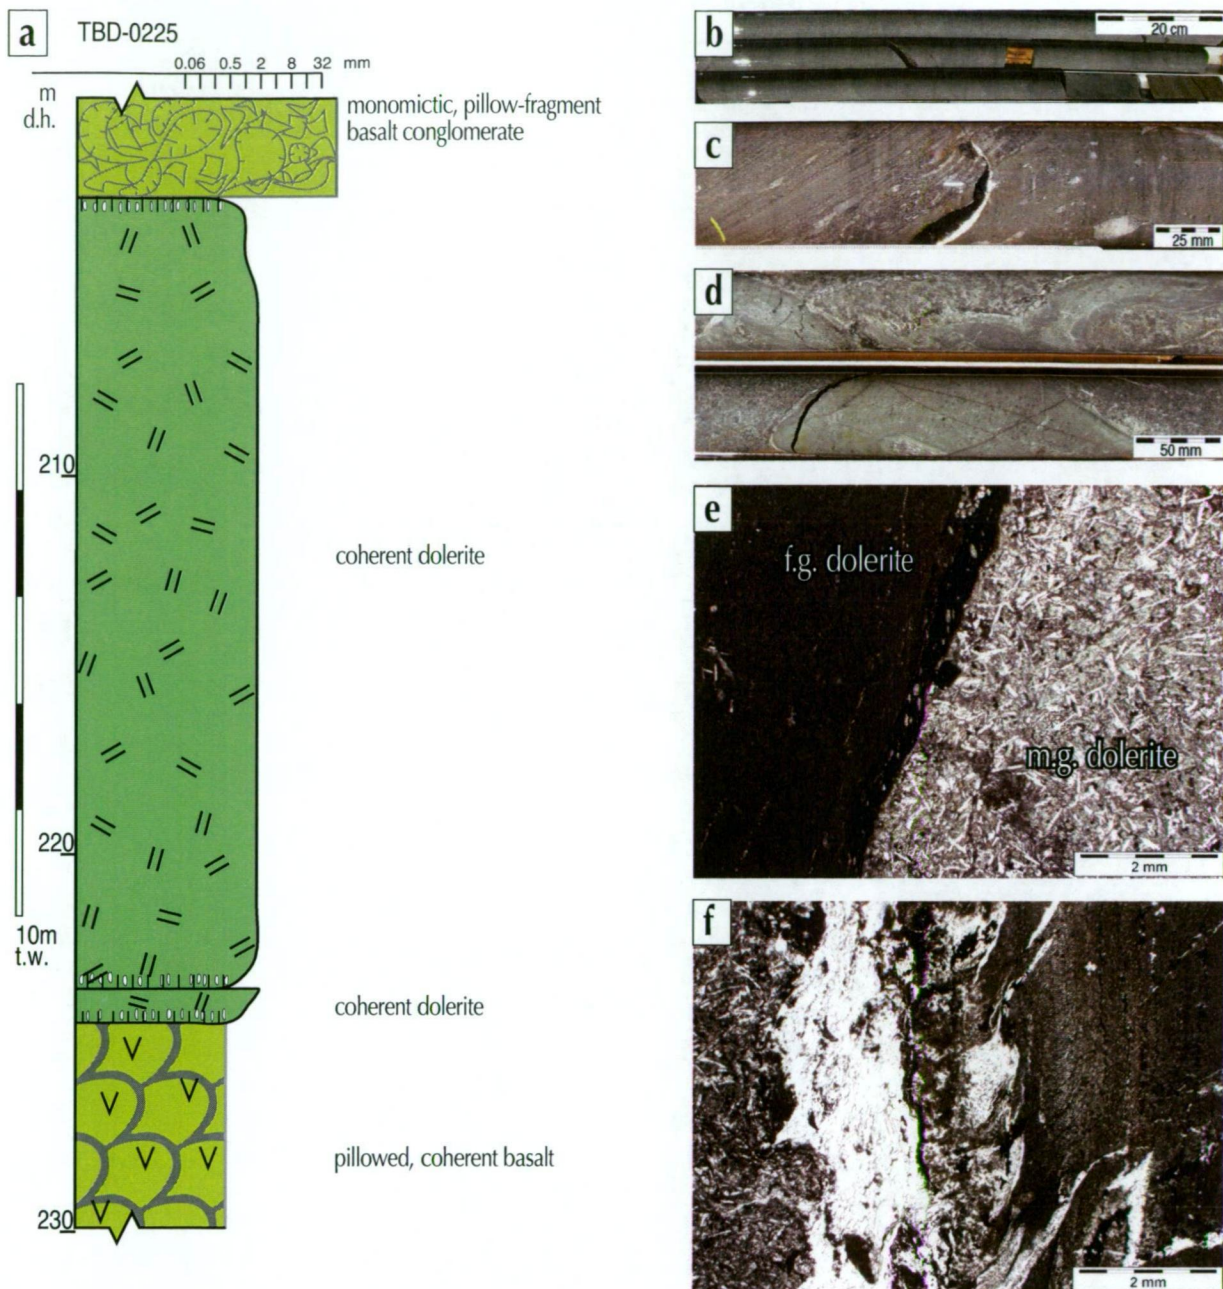 a
TBD-0225
0.06 0.5 2 8 32 mm
m
d.h.
monomictic, pillow-fragment
basalt conglomerate
210
coherent dolerite
220
10m
t.w.
coherent dolerite
pillowed, coherent basalt
230
b
20 cm
c
25 mm
d
50 mm
e
f.g. dolerite
m.g. dolerite
2 mm
f
2 mm